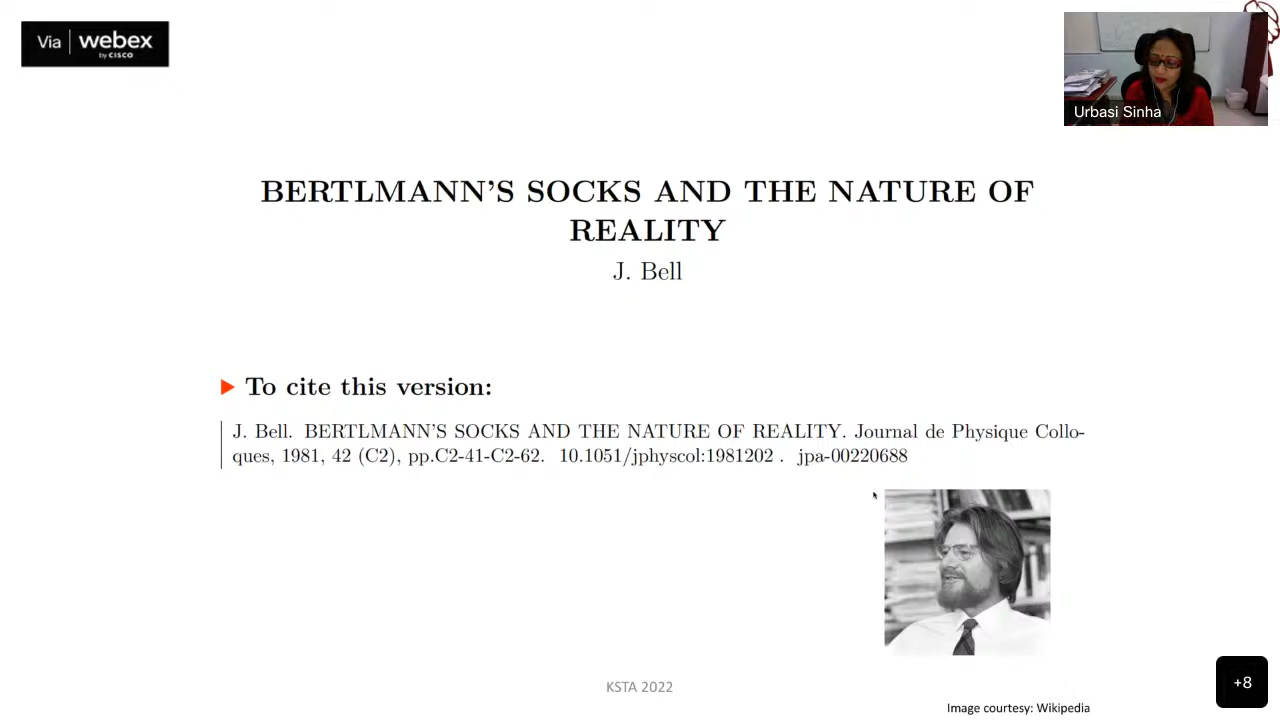 Via | webex
by CISCO
Urbasi Sinha
BERTLMANN'S SOCKS AND THE NATURE OF
REALITY
J. Bell
To cite this version:
J. Bell. BERTLMANN'S SOCKS AND THE NATURE OF REALITY. Journal de Physique Collo-
ques, 1981, 42 (C2), pp.C2-41-C2-62. 10.1051/jphyscol:1981202 . jpa-00220688
KSTA 2022
+8
Image courtesy: Wikipedia